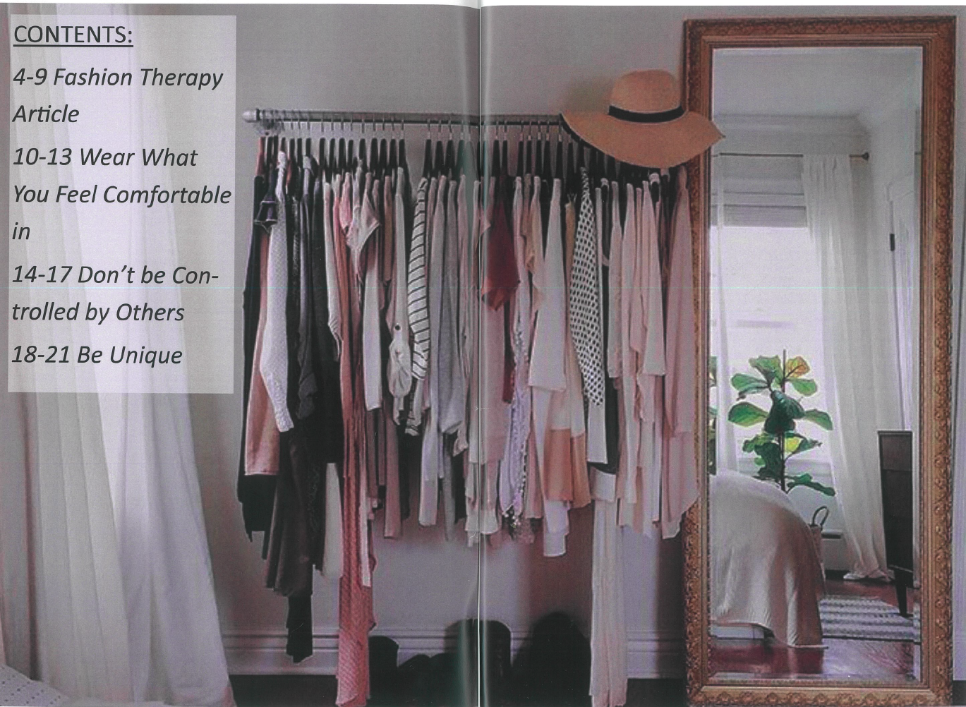 CONTENTS:
4-9 Fashion Therapy
Article
10-13 Wear What
You Feel Comfortable
in
14-17 Don't be Con-
trolled by Others
18-21 Be Unique